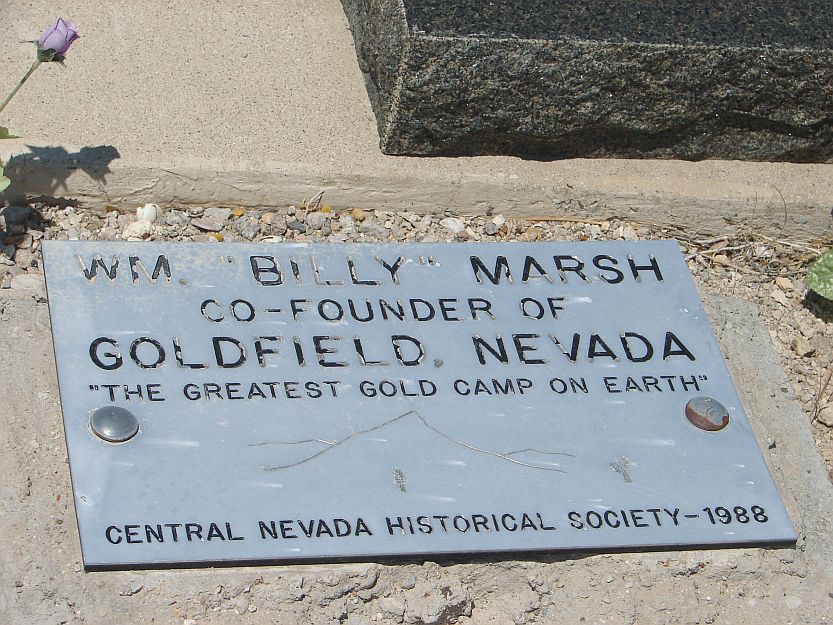 WM. "BILLY" MARSH
CO-FOUNDER OF
GOLDFIELD, NEVADA
"THE GREATEST GOLD CAMP ON EARTH"
CENTRAL NEVADA HISTORICAL SOCIETY-1988